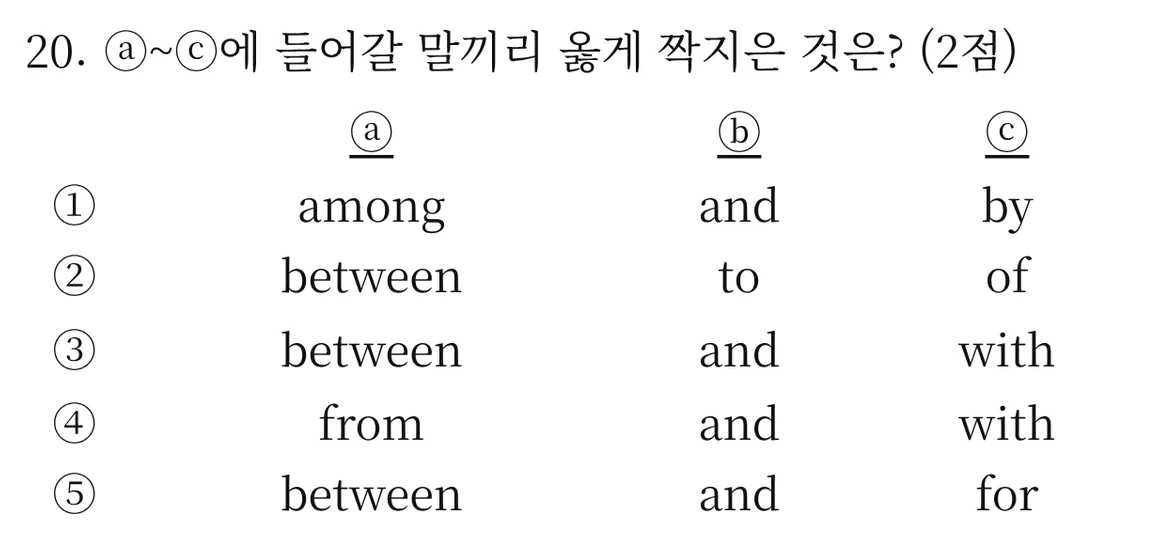 20. ⓐ~ⓒ에 들어갈 말끼리 옳게 짝지은 것은? (2점)
ⓐ ⓑ ⓒ
① among and by
② between to of
③ between and with
④ from and with
⑤ between and for